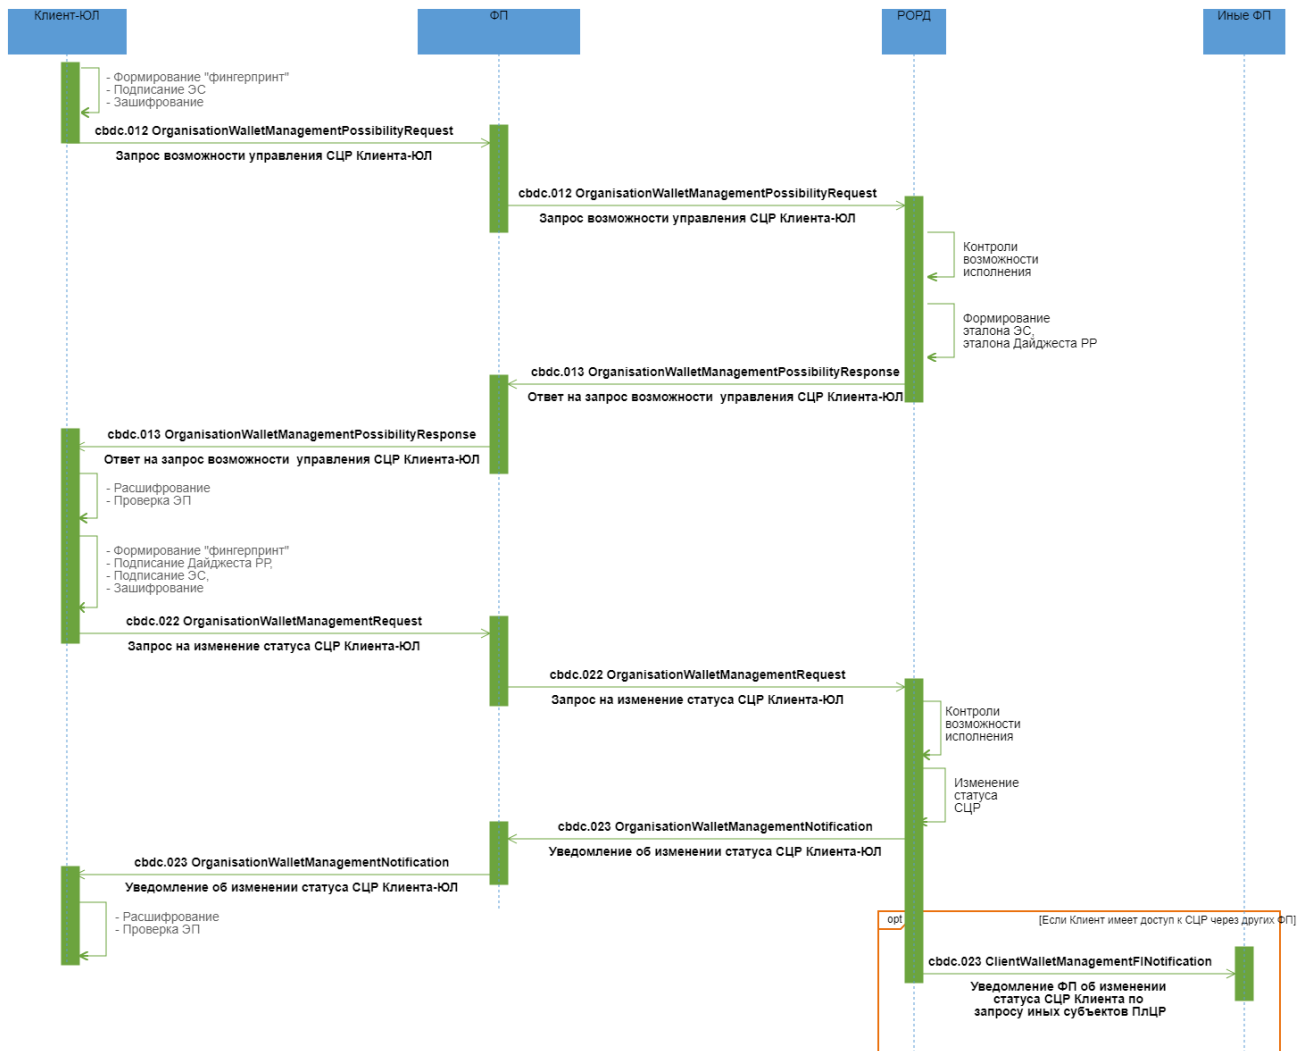 Клиент-ЮЛ
ФП
РОРД
Иные ФП
- Формирование "фингерпринт"
- Подписание ЭС
- Зашифрование
cbdc.012 OrganisationWalletManagementPossibilityRequest
Запрос возможности управления СЦР Клиента-ЮЛ
cbdc.012 OrganisationWalletManagementPossibilityRequest
Запрос возможности управления СЦР Клиента-ЮЛ
Контроли
возможности
исполнения
Формирование
эталона ЭС,
эталона Дайджеста РР
cbdc.013 OrganisationWalletManagementPossibilityResponse
Ответ на запрос возможности  управления СЦР Клиента-ЮЛ
cbdc.013 OrganisationWalletManagementPossibilityResponse
Ответ на запрос возможности  управления СЦР Клиента-ЮЛ
- Расшифрование
- Проверка ЭП
- Формирование "фингерпринт"
- Подписание Дайджеста РР,
- Подписание ЭС,
- Зашифрование
cbdc.022 OrganisationWalletManagementRequest
Запрос на изменение статуса СЦР Клиента-ЮЛ
cbdc.022 OrganisationWalletManagementRequest
Запрос на изменение статуса СЦР Клиента-ЮЛ
Контроли
возможности
исполнения
Изменение
статуса
СЦР
cbdc.023 OrganisationWalletManagementNotification
Уведомление об изменении статуса СЦР Клиента-ЮЛ
cbdc.023 OrganisationWalletManagementNotification
Уведомление об изменении статуса СЦР Клиента-ЮЛ
- Расшифрование
- Проверка ЭП
opt
[Если Клиент имеет доступ к СЦР через других ФП]
cbdc.023 ClientWalletManagementFINotification
Уведомление ФП об изменении
статуса СЦР Клиента по
запросу иных субъектов ПлЦР